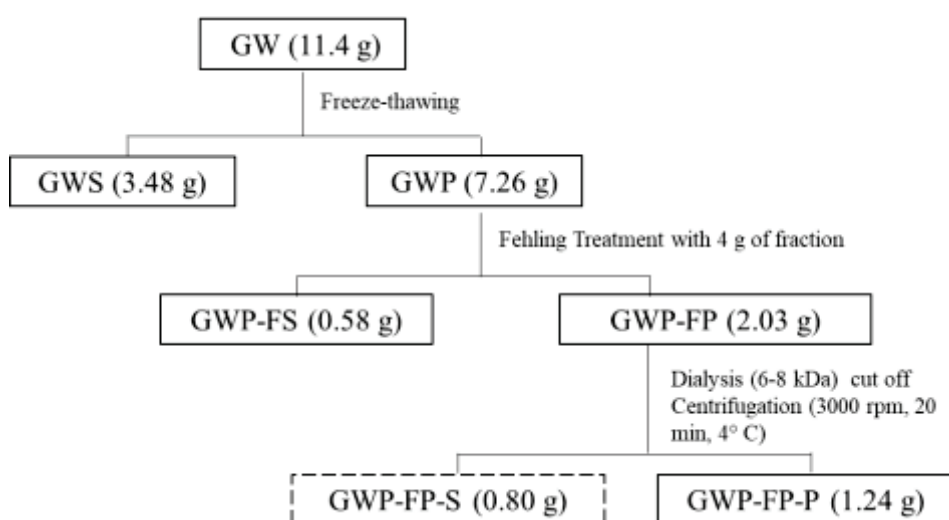 GW (11.4 g)
Freeze-thawing
GWS (3.48 g)
GWP (7.26 g)
Fehling Treatment with 4 g of fraction
GWP-FS (0.58 g)
GWP-FP (2.03 g)
Dialysis (6-8 kDa) cut off
Centrifugation (3000 rpm, 20
min, 4° C)
GWP-FP-S (0.80 g)
GWP-FP-P (1.24 g)